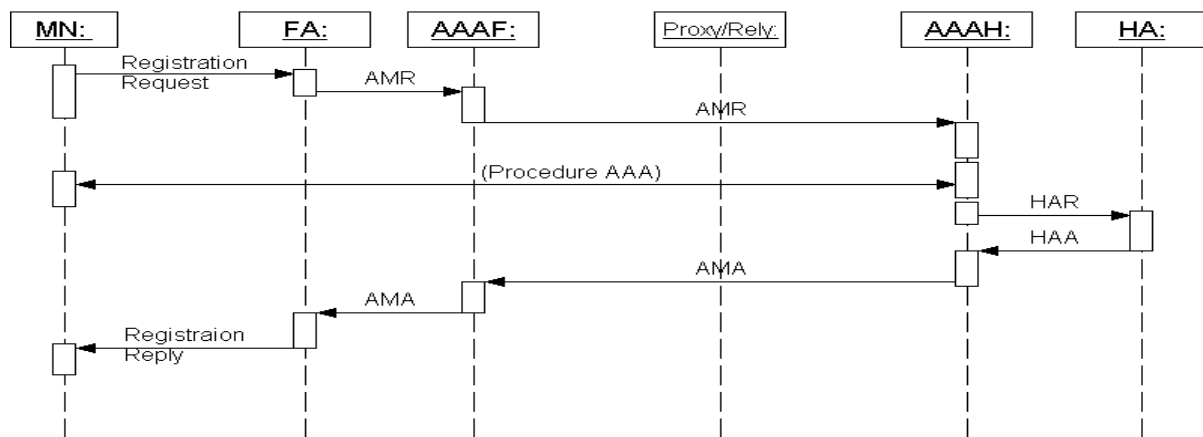 MN:
FA:
AAAF:
Proxy/Rely:
AAAH:
HA:
Registration
Request
AMR
AMR
(Procedure AAA)
HAR
HAA
AMA
AMA
Registraion
Reply